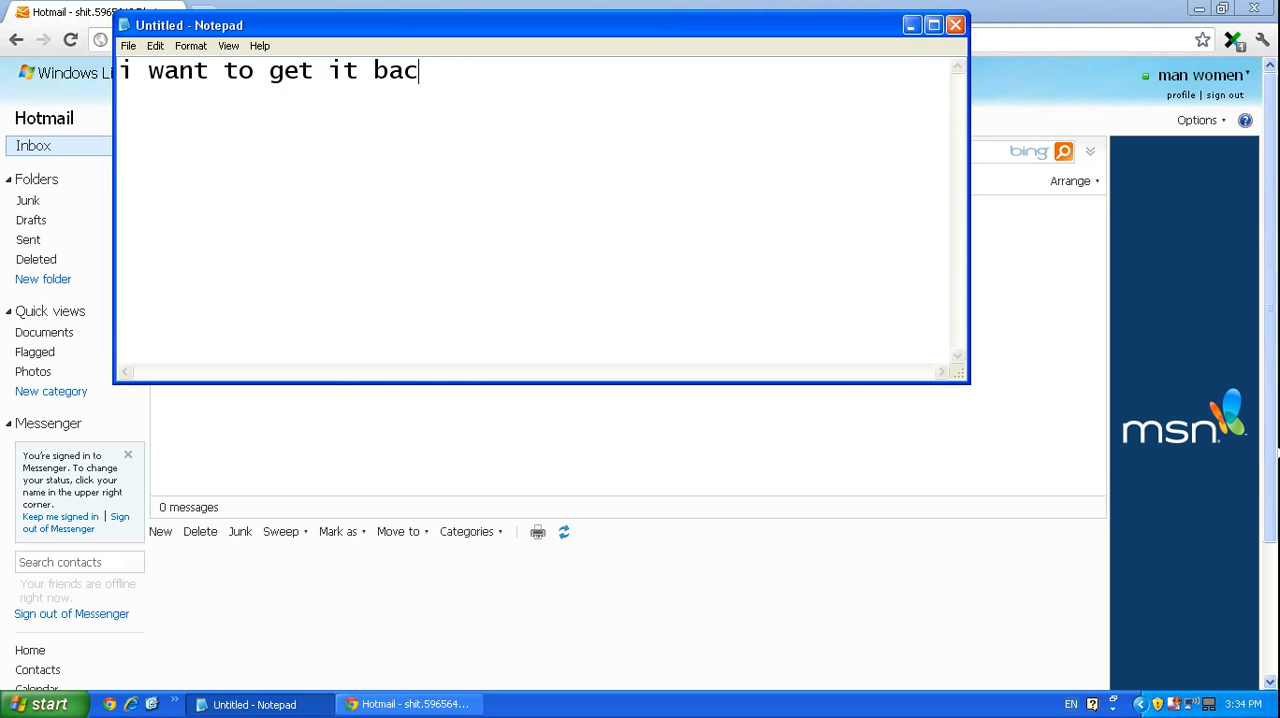 Hotmail - shit.596564
Untitled - Notepad
File Edit Format View Help
i want to get it bac
Windows Li
man women
profile | sign out
Hotmail
Options
Inbox
bing
Arrange
Folders
Junk
Drafts
Sent
Deleted
New folder
Quick views
Documents
Flagged
Photos
New category
Messenger
You're signed in to
Messenger. To change
your status, click your
name in the upper right
corner.
Keep me signed in | Sign
out of Messenger
Search contacts
Your friends are offline
right now.
Sign out of Messenger
Home
Contacts
msn
0 messages
New Delete Junk Sweep Mark as Move to Categories
start
Untitled - Notepad
Hotmail - shit.596564...
EN
3:34 PM